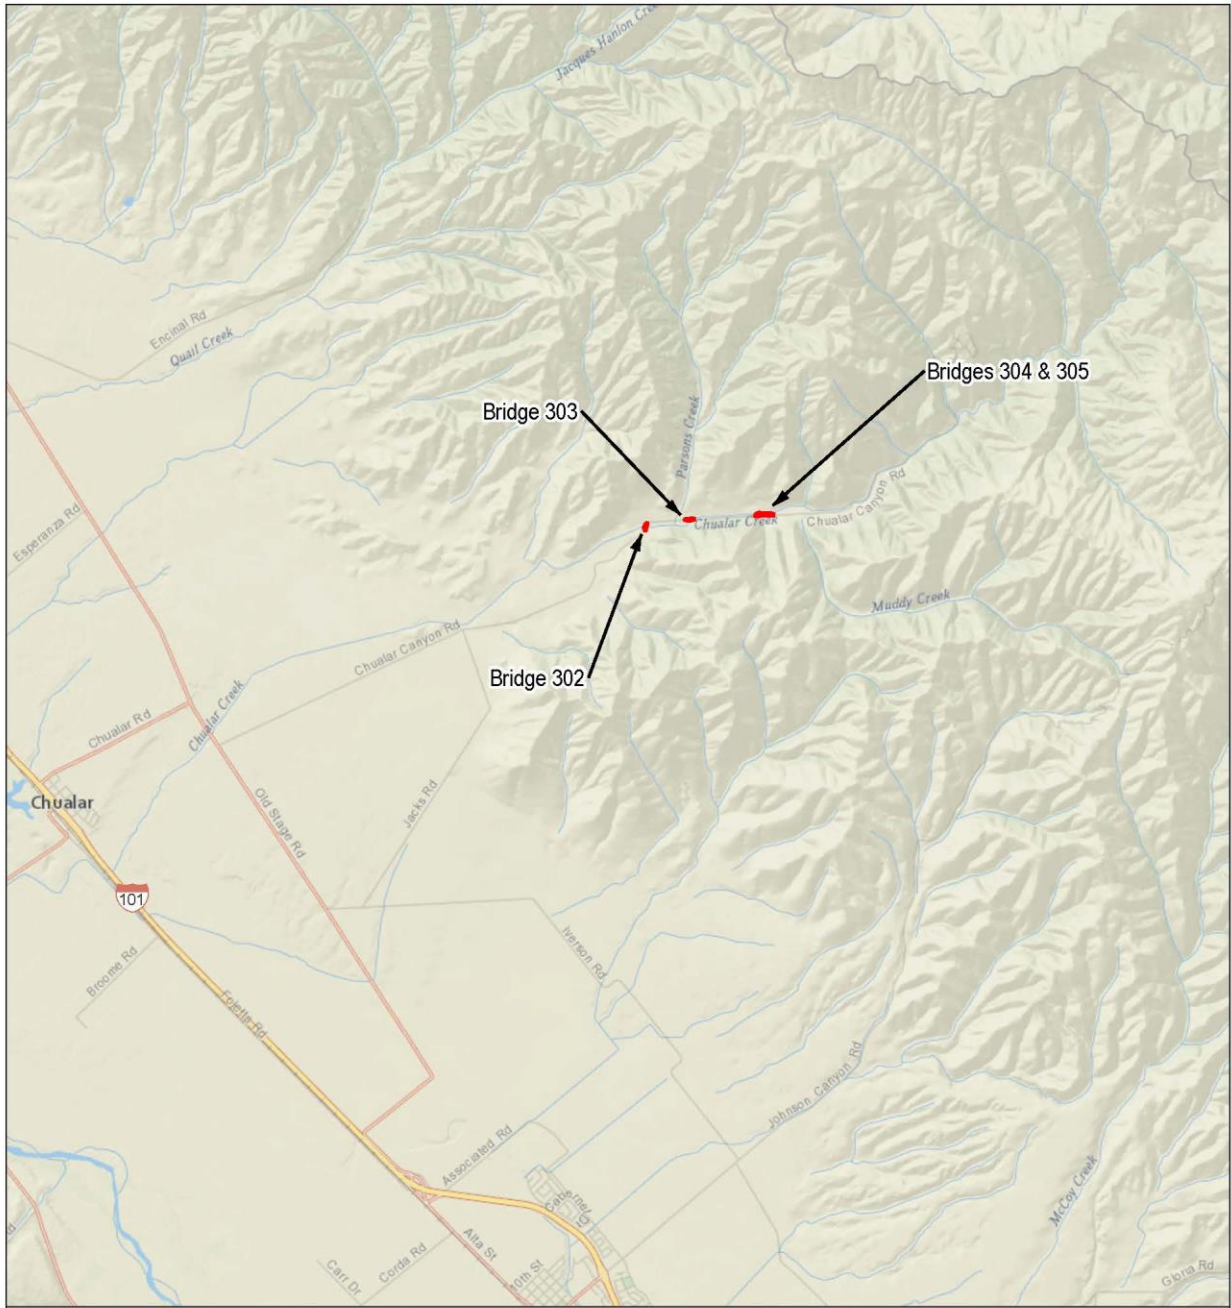 Jacques Hanlon Creek
Encinal Rd
Quail Creek
Bridges 304 & 305
Bridge 303
Parsons Creek
Esperanza Rd
Chualar Creek
Chualar Canyon Rd
Muddy Creek
Chualar Canyon Rd
Bridge 302
Chualar Creek
Chualar Rd
Chualar
Jacks Rd
Old Stage Rd
101
Iverson Rd
Broome Rd
Foletta Rd
Johnson Canyon Rd
Associated Rd
McCoy Creek
Cabernet Ct
Alta St
Corda Rd
Carr Dr
10th St
Gloria Rd
Rd